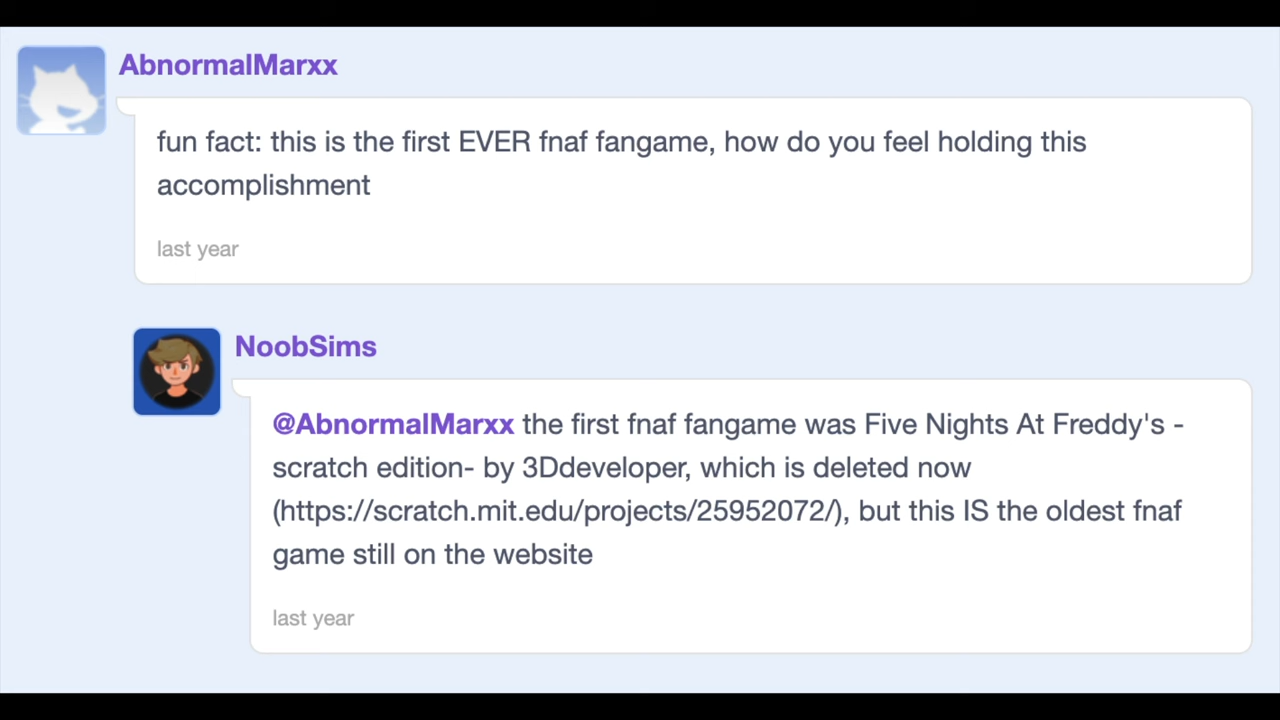 AbnormalMarxx
fun fact: this is the first EVER fnaf fangame, how do you feel holding this
accomplishment
last year
NoobSims
@AbnormalMarxx the first fnaf fangame was Five Nights At Freddy's -
scratch edition- by 3Ddeveloper, which is deleted now
(https://scratch.mit.edu/projects/25952072/), but this IS the oldest fnaf
game still on the website
last year